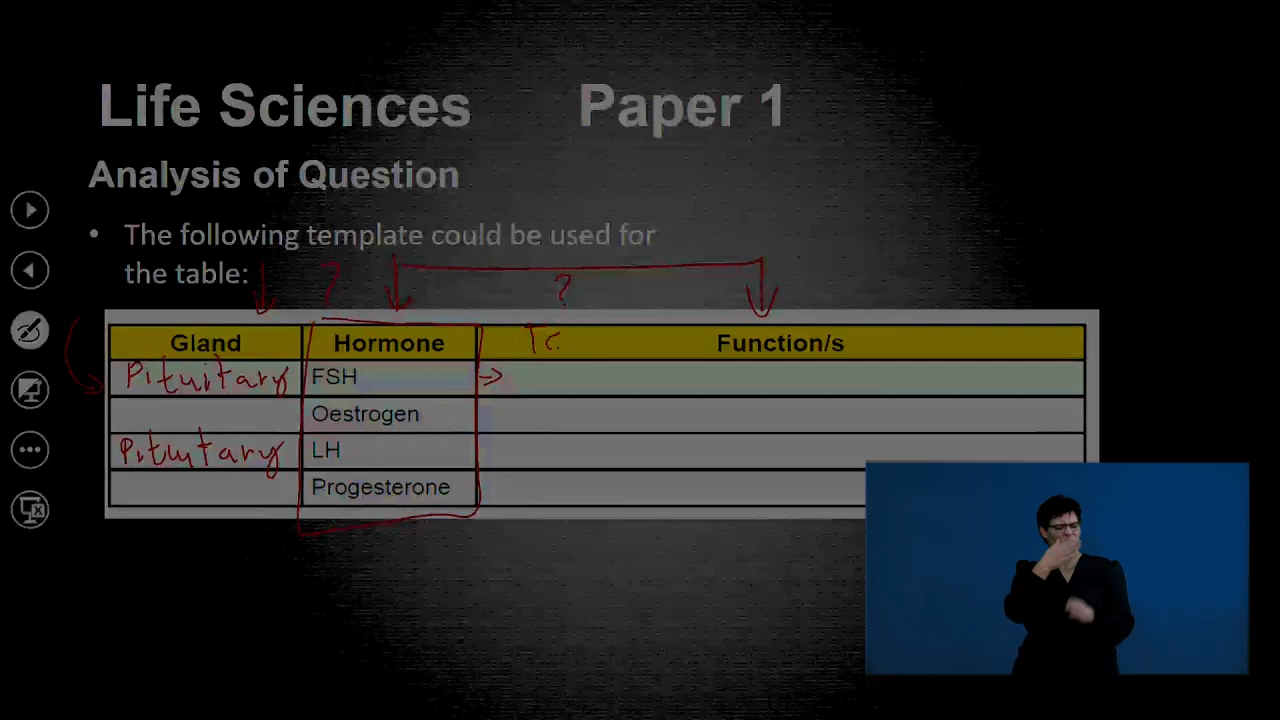 Life Sciences Paper 1
Analysis of Question
• The following template could be used for
the table:
? ?
Gland Hormone Tc Function/s
Pituitary FSH
Oestrogen
Pituitary LH
Progesterone